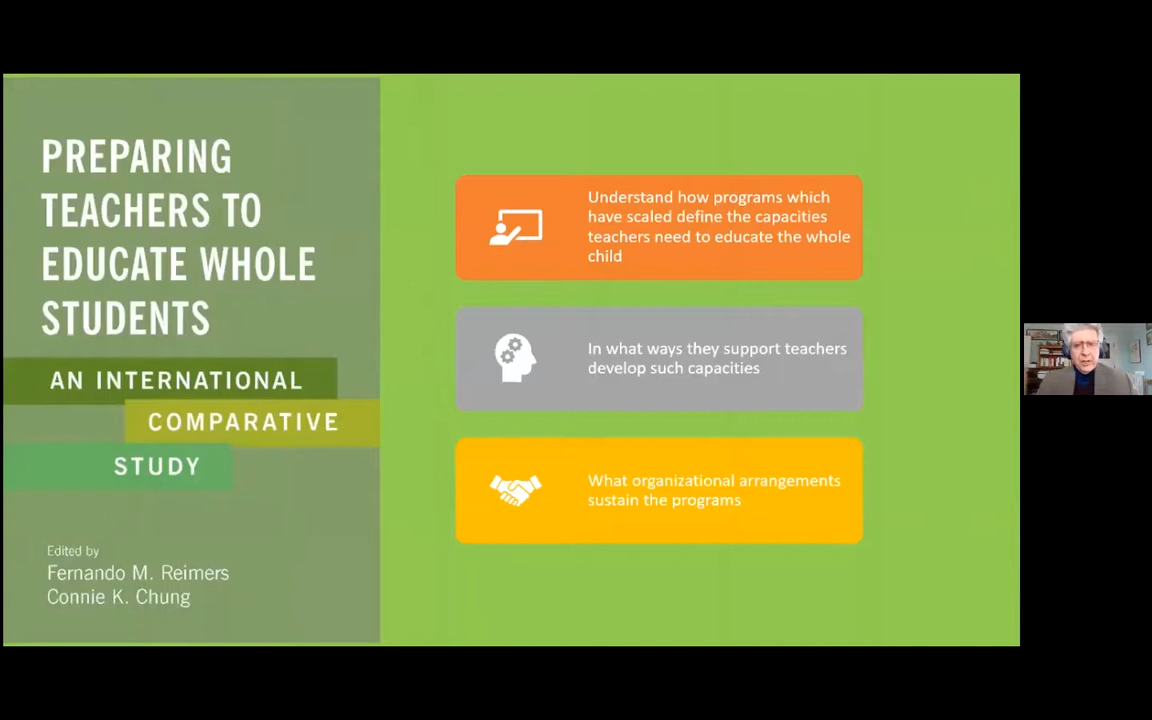 PREPARING
TEACHERS TO
EDUCATE WHOLE
STUDENTS
AN INTERNATIONAL
COMPARATIVE
STUDY
Edited by
Fernando M. Reimers
Connie K. Chung
Understand how programs which
have scaled define the capacities
teachers need to educate the whole
child
In what ways they support teachers
develop such capacities
What organizational arrangements
sustain the programs